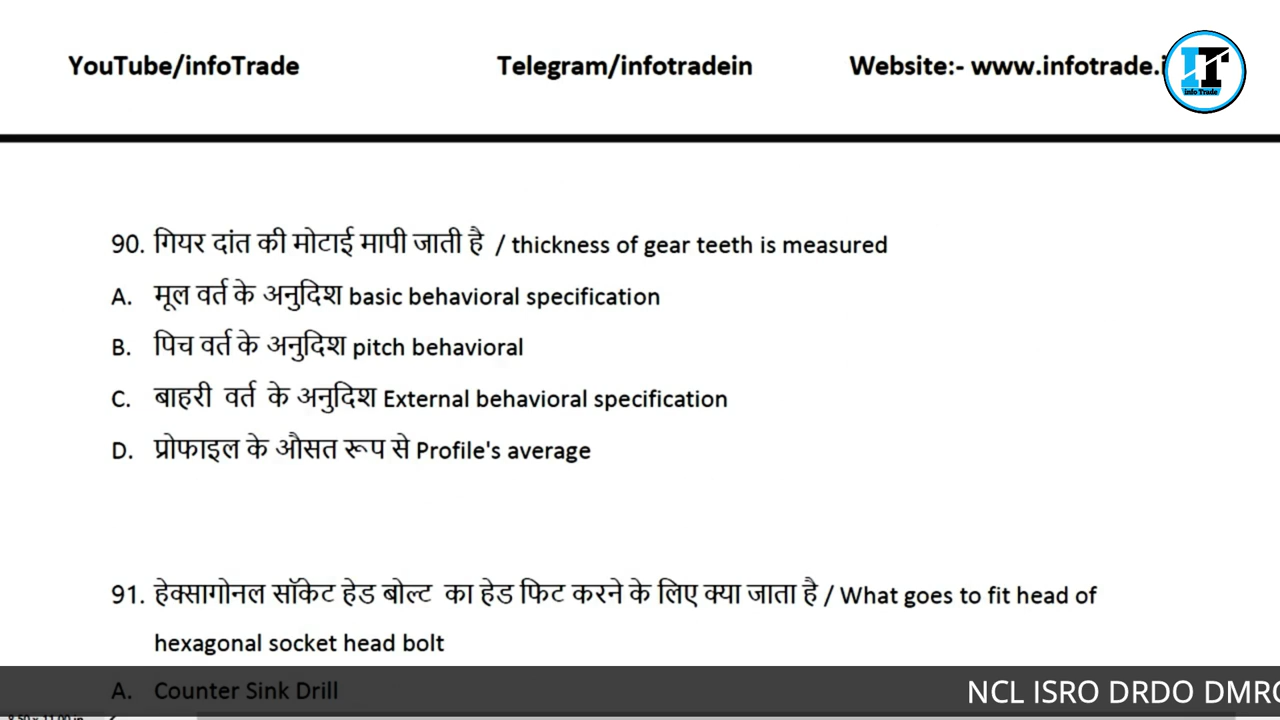 YouTube/infoTrade Telegram/infotradein Website:- www.infotrade.i
IT
info Trade
90. गियर दांत की मोटाई मापी जाती है / thickness of gear teeth is measured
A. मूल वर्त के अनुदिश basic behavioral specification
B. पिच वर्त के अनुदिश pitch behavioral
C. बाहरी वर्त के अनुदिश External behavioral specification
D. प्रोफाइल के औसत रूप से Profile's average
91. हेक्सागोनल सॉकेट हेड बोल्ट का हेड फिट करने के लिए क्या जाता है / What goes to fit head of
hexagonal socket head bolt
A. Counter Sink Drill
NCL ISRO DRDO DMRC